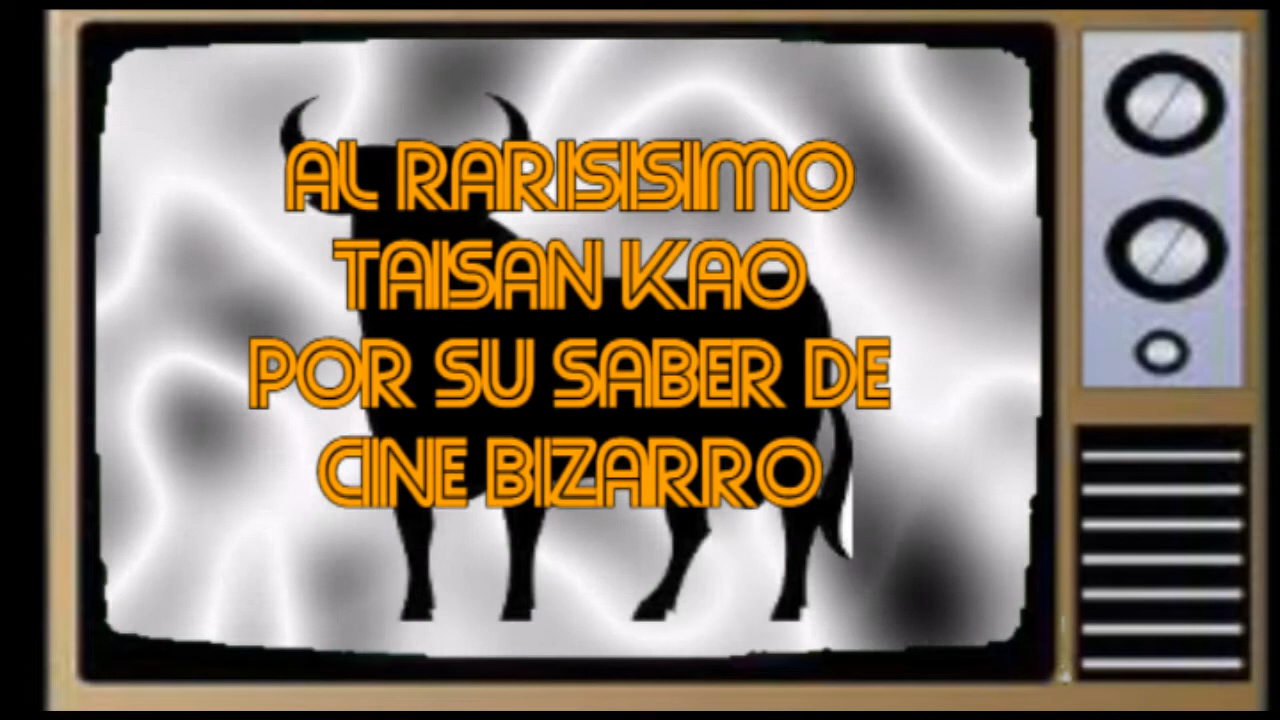 AL RARISISIMO
TAISAN KAO
POR SU SABER DE
CINE BIZARRO